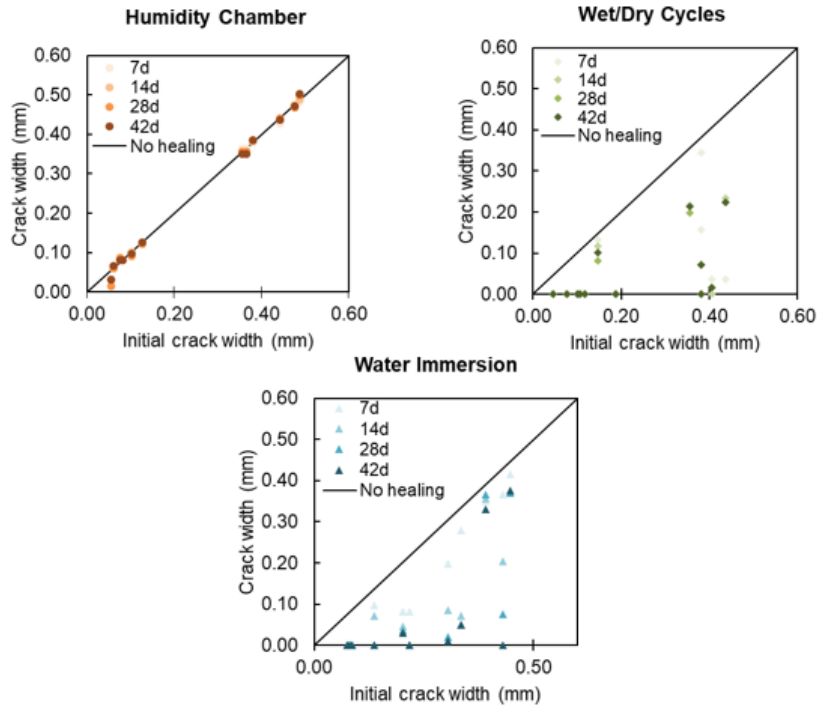 Humidity Chamber
0.60
0.50
0.40
0.30
0.20
0.10
0.00
Crack width (mm)
7d
14d
28d
42d
No healing
0.00 0.20 0.40 0.60
Initial crack width (mm)
Wet/Dry Cycles
0.60
0.50
0.40
0.30
0.20
0.10
0.00
Crack width (mm)
7d
14d
28d
42d
No healing
0.00 0.20 0.40 0.60
Initial crack width (mm)
Water Immersion
0.60
0.50
0.40
0.30
0.20
0.10
0.00
Crack width (mm)
7d
14d
28d
42d
No healing
0.00 0.50
Initial crack width (mm)